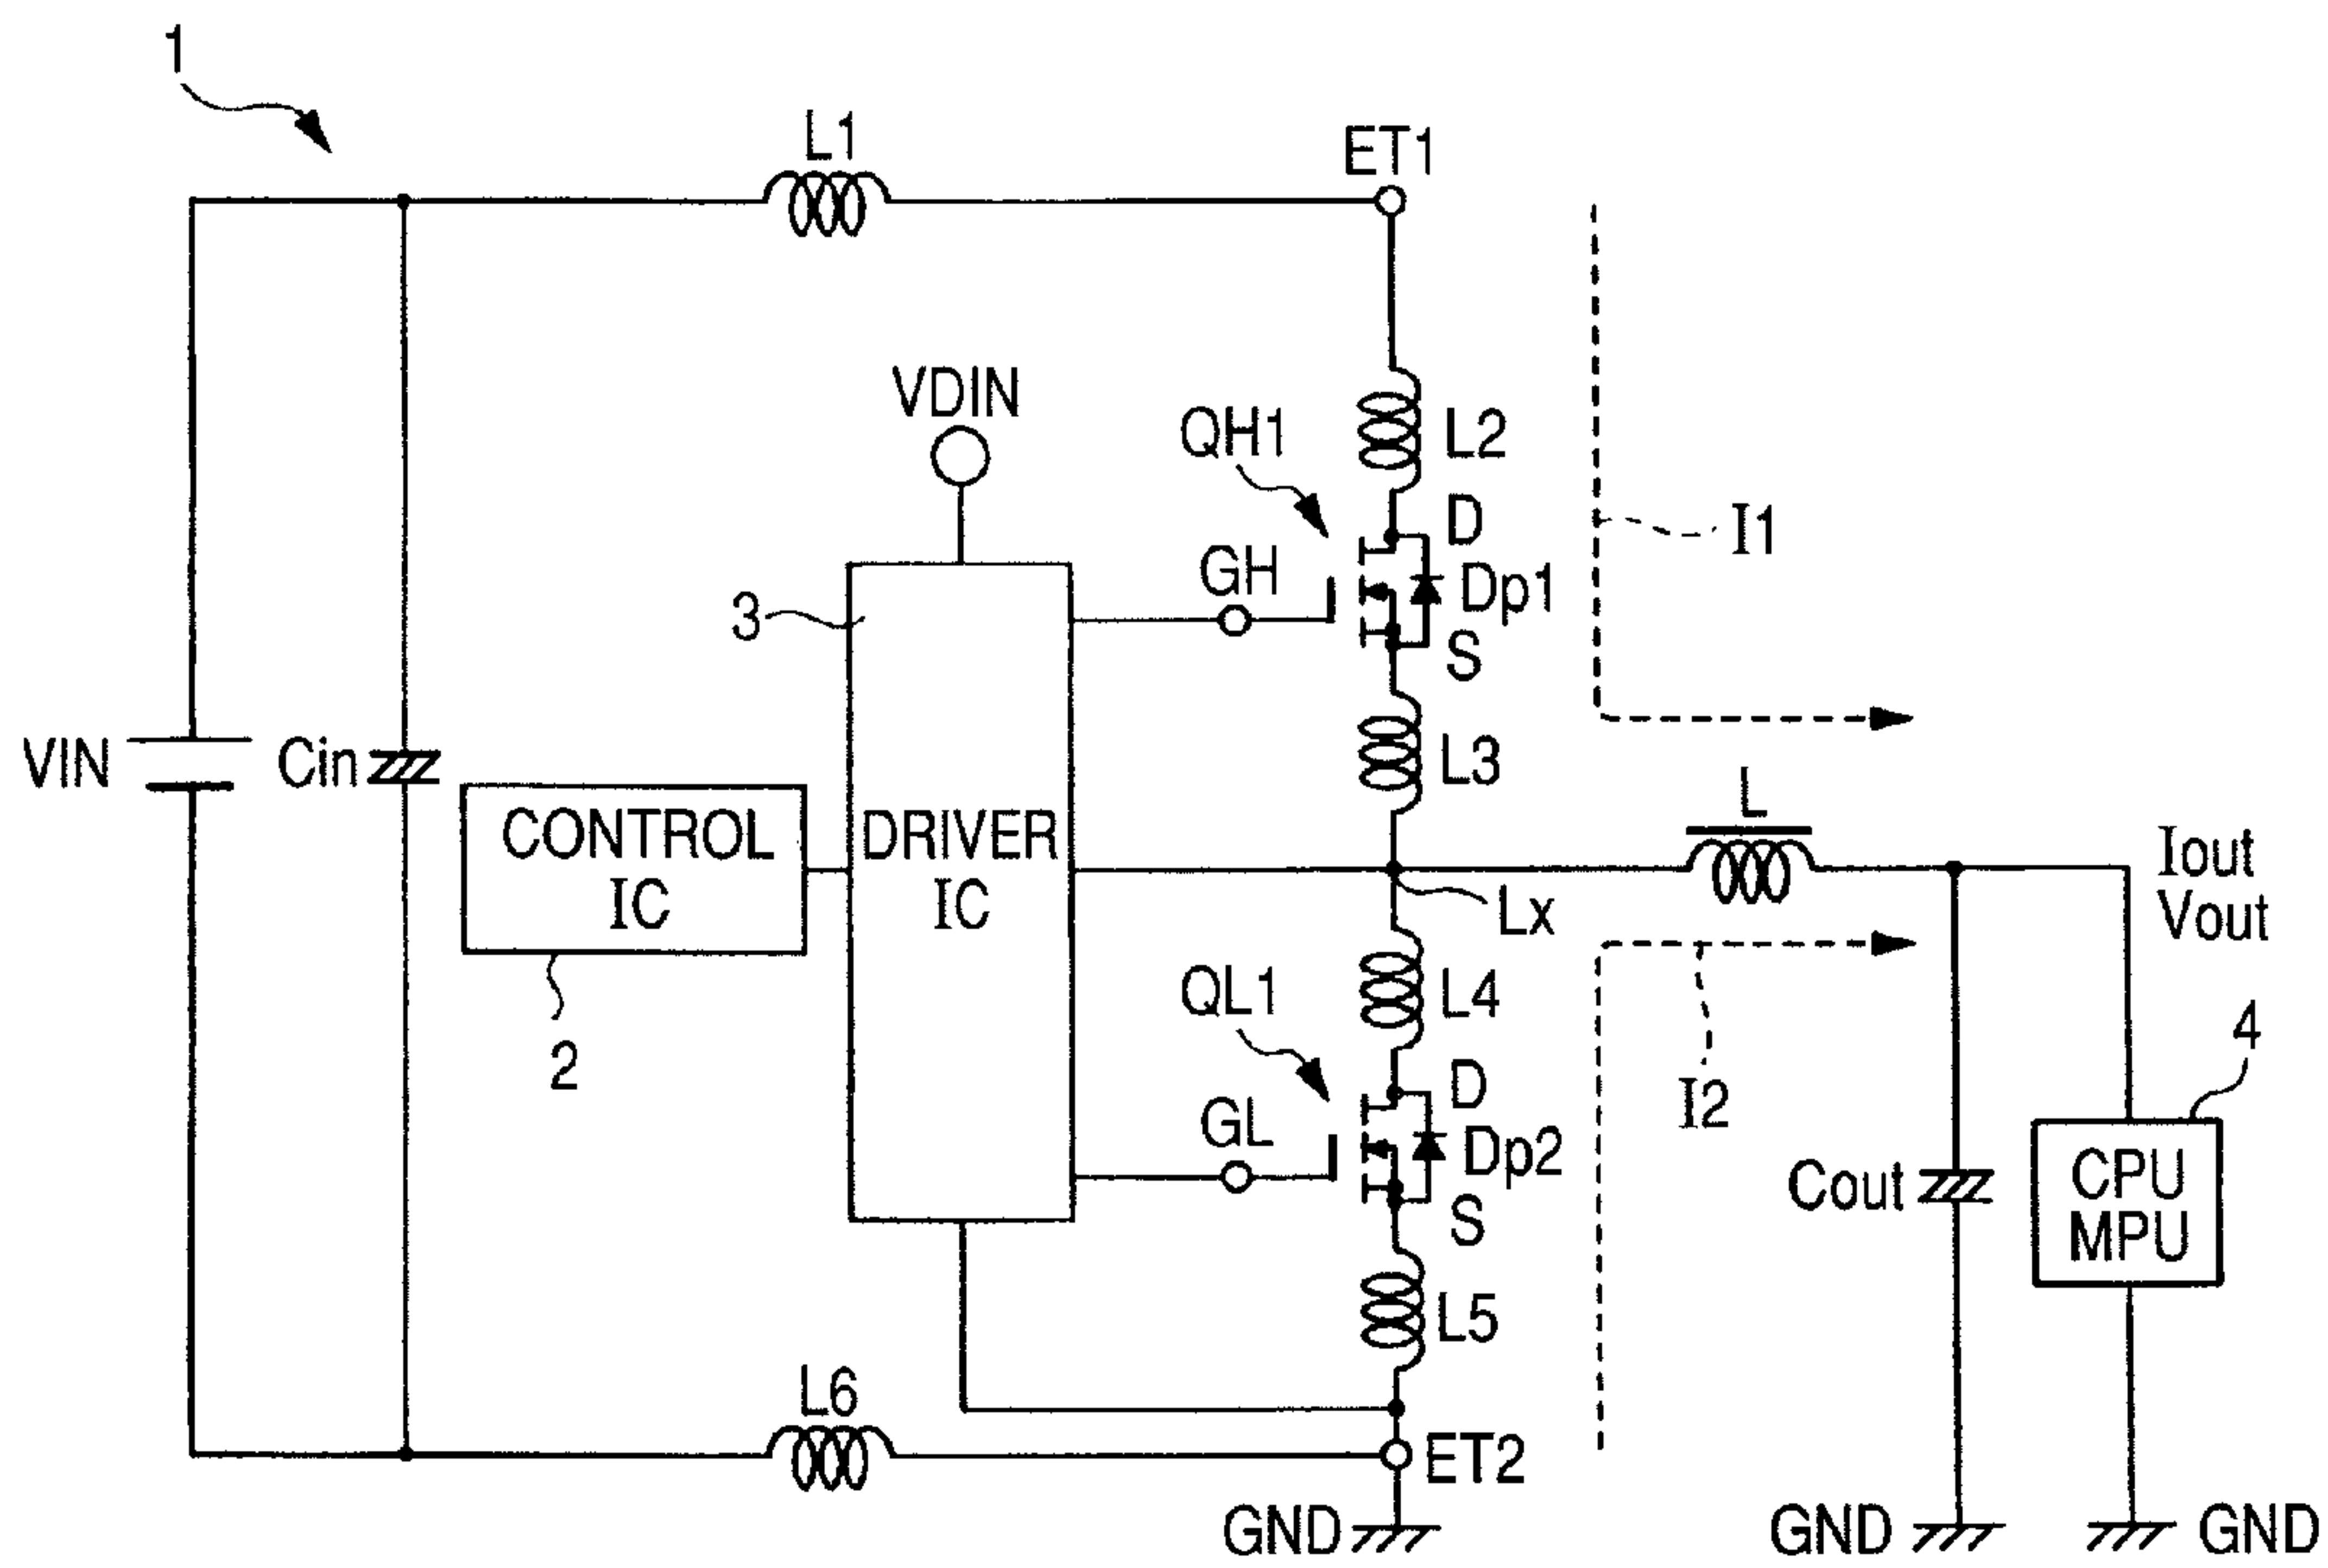 1
L1
ET1
VDIN
QH1
L2
D
I1
GH
Dp1
3
S
VIN
Cin
L3
L
CONTROL
IC
DRIVER
IC
Iout
Vout
Lx
QL1
L4
2
4
D
I2
GL
Dp2
CPU
MPU
Cout
S
L5
L6
ET2
GND
GND
GND